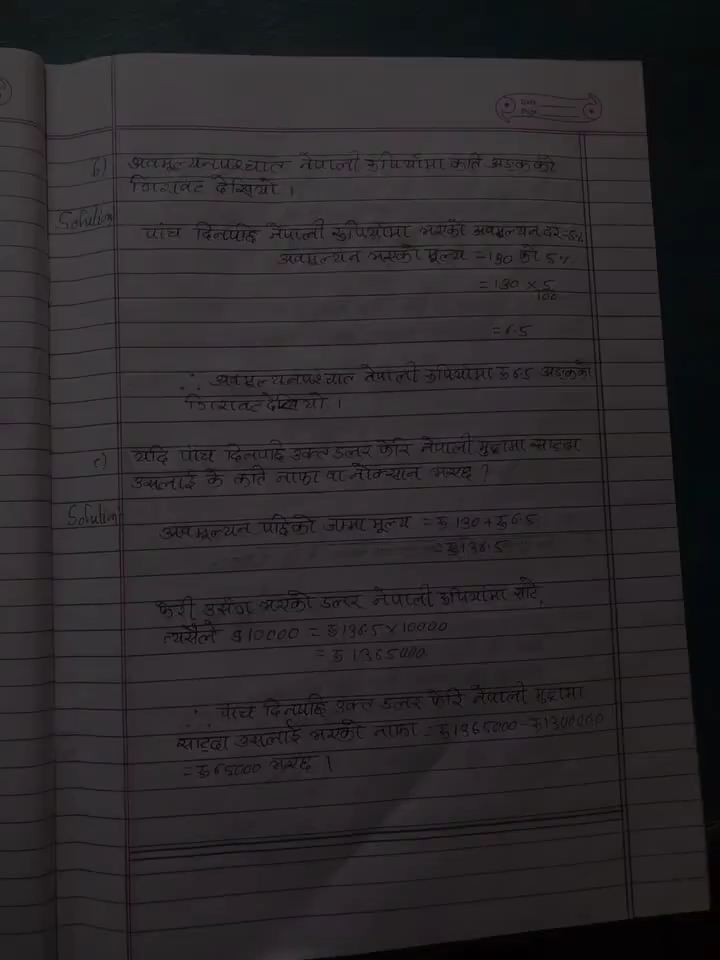 b) अवमूल्यनपश्चात नेपाली रुपियाँमा कति अङ्कको
गिरावट देखियो ।
Solution
पाँच दिनपछि नेपाली रुपियाँमा भएको अवमूल्यन दर = 5%
अवमूल्यन भएको मूल्य = 130 को 5%
= 130 × 5/100
= 6.5
∴ अवमूल्यनपश्चात नेपाली रुपियाँमा रु 6.5 अङ्कको
गिरावट देखियो ।
c) यदि पाँच दिनपछि उक्त डलर फेरि नेपाली मुद्रामा साट्दा
उसलाई के कति नाफा वा नोक्सान भएछ ?
Solution
अवमूल्यन पछिको जम्मा मूल्य = रु 130 + रु 6.5
= रु 136.5
फेरी उसँग भएको डलर नेपाली रुपियाँमा साटे,
त्यसैले $ 10000 = रु 136.5 × 10000
= रु 1365000
∴ पाँच दिनपछि उक्त डलर फेरि नेपाली मुद्रामा
साट्दा उसलाई भएको नाफा = रु 1365000 - रु 1300000
= रु 65000 भएछ ।